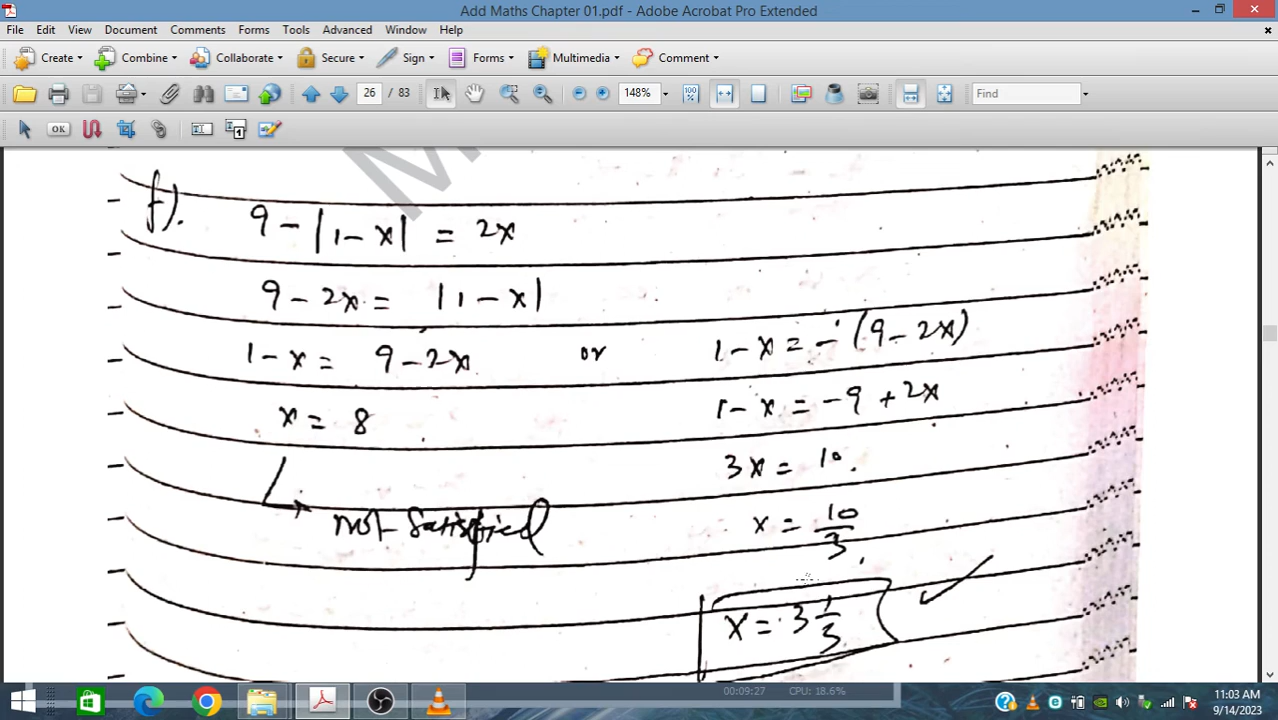 Add Maths Chapter 01.pdf - Adobe Acrobat Pro Extended
File Edit View Document Comments Forms Tools Advanced Window Help
Create Combine Collaborate Secure Sign Forms Multimedia Comment
26 / 83 148% Find
OK
f). 9 - |1 - x| = 2x
9 - 2x = |1 - x|
1 - x = 9 - 2x or 1 - x = - (9 - 2x)
1 - x = -9 + 2x
x = 8
3x = 10.
not satisfied
x = 10/3
x = 3 1/3
00:09:27 CPU: 18.6%
11:03 AM
9/14/2023